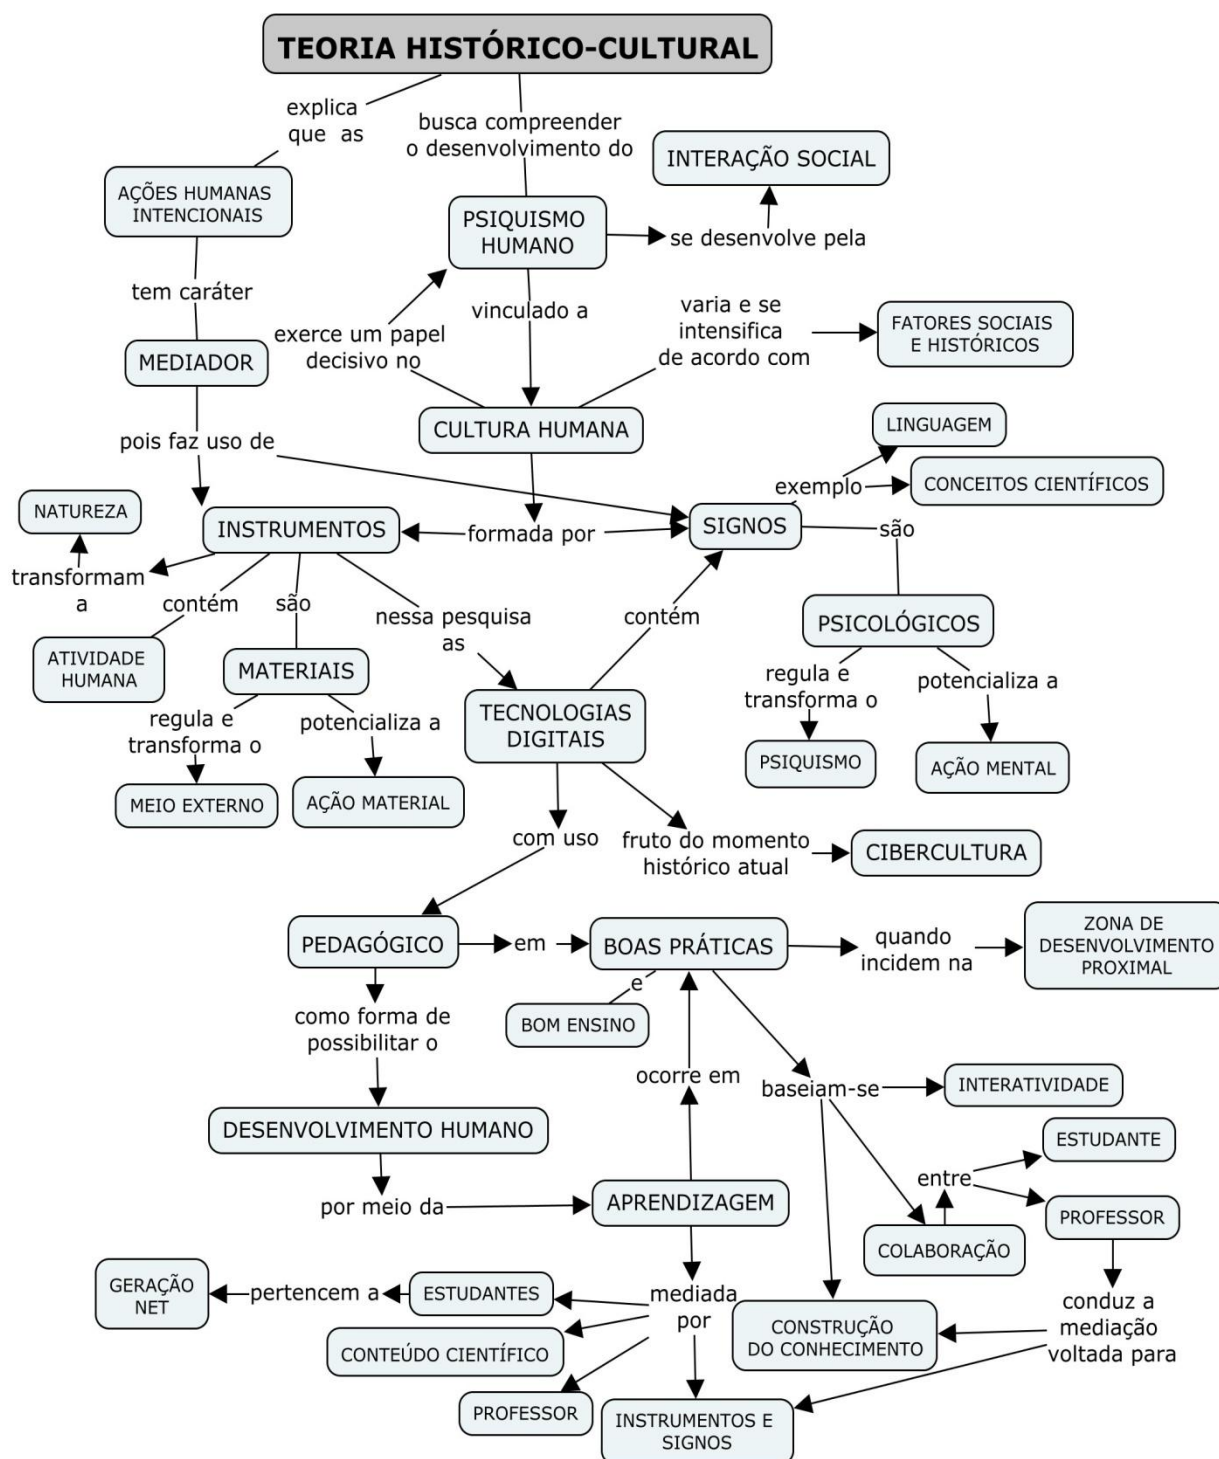 TEORIA HISTÓRICO-CULTURAL
explica
que as
busca compreender
o desenvolvimento do
INTERAÇÃO SOCIAL
AÇÕES HUMANAS
INTENCIONAIS
PSIQUISMO
HUMANO
se desenvolve pela
tem caráter
exerce um papel
decisivo no
vinculado a
varia e se
intensifica
de acordo com
FATORES SOCIAIS
E HISTÓRICOS
MEDIADOR
CULTURA HUMANA
LINGUAGEM
pois faz uso de
exemplo
CONCEITOS CIENTÍFICOS
NATUREZA
INSTRUMENTOS
formada por
SIGNOS
são
transformam
a
contém
são
nessa pesquisa
as
contém
PSICOLÓGICOS
ATIVIDADE
HUMANA
MATERIAIS
regula e
transforma o
potencializa a
regula e
transforma o
potencializa a
TECNOLOGIAS
DIGITAIS
PSIQUISMO
AÇÃO MENTAL
MEIO EXTERNO
AÇÃO MATERIAL
com uso
fruto do momento
histórico atual
CIBERCULTURA
PEDAGÓGICO
em
BOAS PRÁTICAS
quando
incidem na
ZONA DE
DESENVOLVIMENTO
PROXIMAL
e
BOM ENSINO
como forma de
possibilitar o
ocorre em
baseiam-se
INTERATIVIDADE
DESENVOLVIMENTO HUMANO
ESTUDANTE
entre
por meio da
APRENDIZAGEM
PROFESSOR
COLABORAÇÃO
GERAÇÃO
NET
pertencem a
ESTUDANTES
mediada
por
CONSTRUÇÃO
DO CONHECIMENTO
conduz a
mediação
voltada para
CONTEÚDO CIENTÍFICO
PROFESSOR
INSTRUMENTOS E
SIGNOS